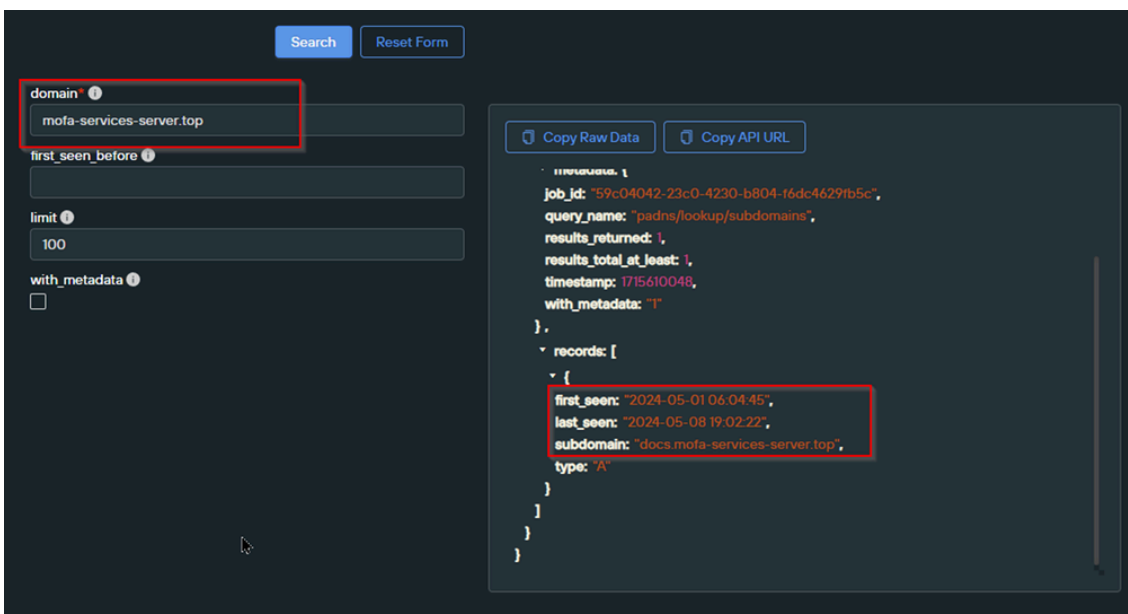 Search
Reset Form
domain*
mofa-services-server.top
first_seen_before
limit
100
with_metadata
Copy Raw Data
Copy API URL
metadata: {
job_id: "59c04042-23c0-4230-b804-f6dc4629fb5c",
query_name: "padns/lookup/subdomains",
results_returned: 1,
results_total_at_least: 1,
timestamp: 1715610048,
with_metadata: "1"
},
records: [
{
first_seen: "2024-05-01 06:04:45",
last_seen: "2024-05-08 19:02:22",
subdomain: "docs.mofa-services-server.top",
type: "A"
}
]
}
}